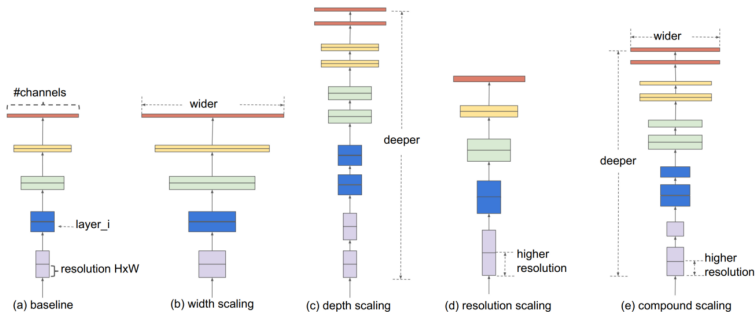 #channels
layer_i
resolution HxW
(a) baseline
wider
(b) width scaling
deeper
(c) depth scaling
higher
resolution
(d) resolution scaling
wider
deeper
higher
resolution
(e) compound scaling